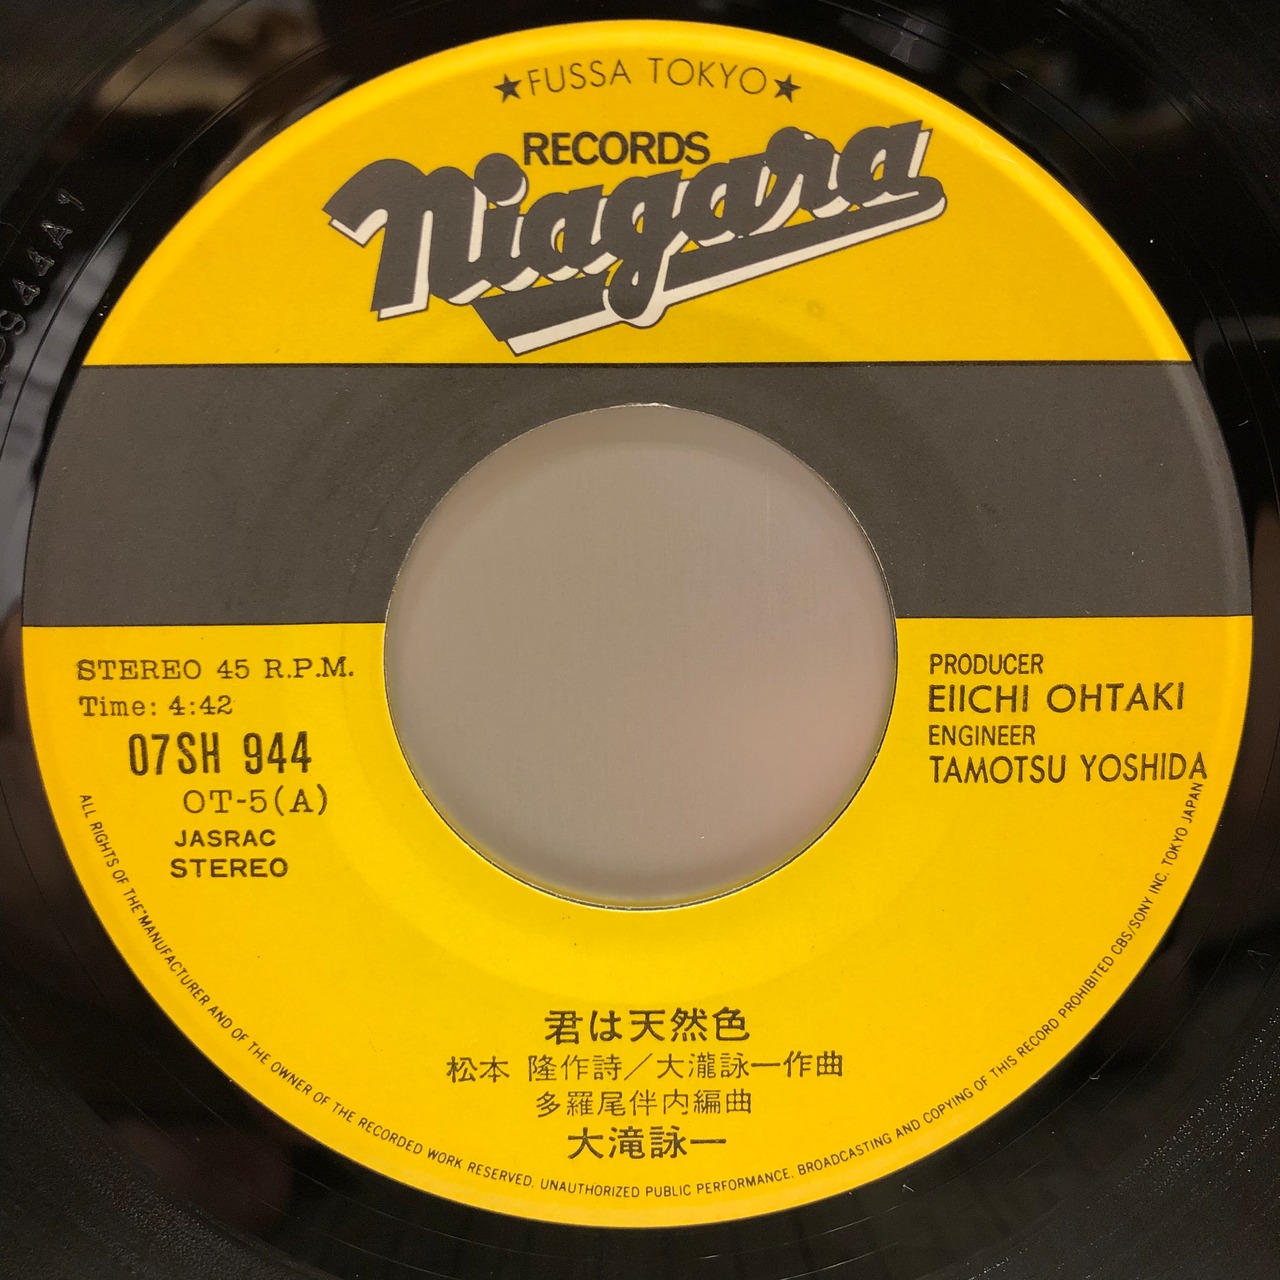 ★FUSSA TOKYO★
RECORDS
Niagara
STEREO 45 R.P.M.
Time: 4:42
07SH 944
OT-5(A)
JASRAC
STEREO
PRODUCER
EIICHI OHTAKI
ENGINEER
TAMOTSU YOSHIDA
君は天然色
松本 隆作詩／大瀧詠一作曲
多羅尾伴内編曲
大滝詠一
ALL RIGHTS OF THE MANUFACTURER AND OF THE OWNER OF THE RECORDED WORK RESERVED. UNAUTHORIZED PUBLIC PERFORMANCE. BROADCASTING AND COPYING OF THIS RECORD PROHIBITED CBS/SONY INC. TOKYO JAPAN